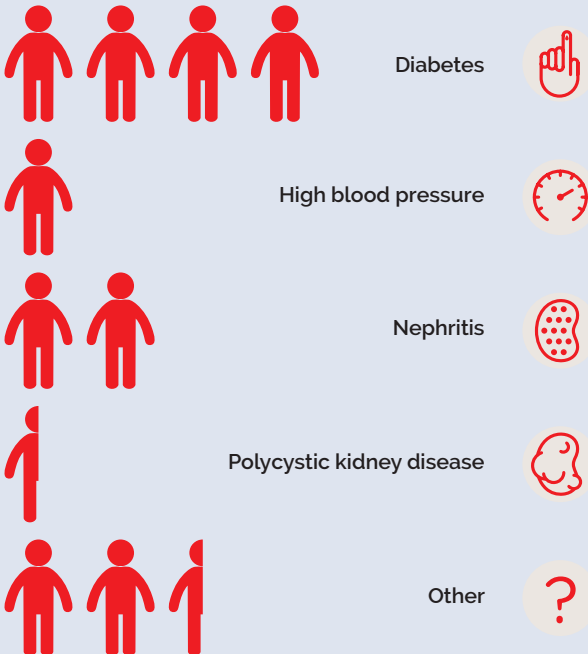 Diabetes
High blood pressure
Nephritis
Polycystic kidney disease
Other
?